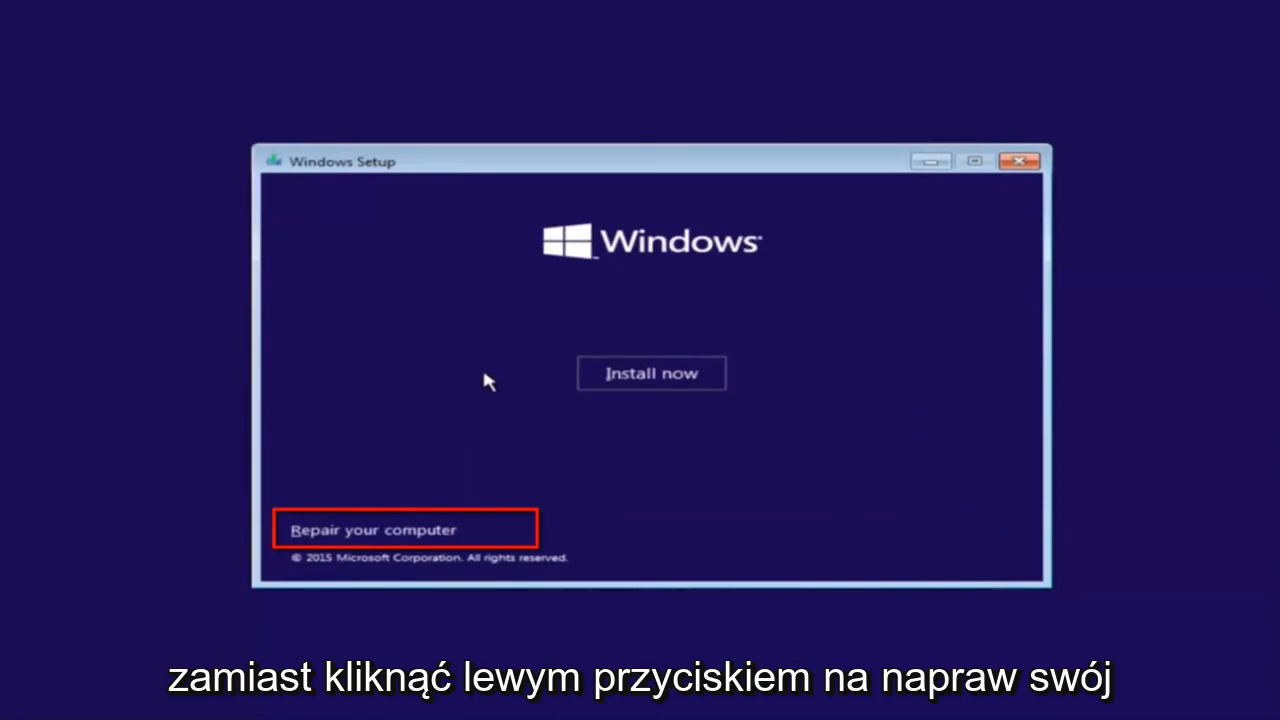 Windows Setup
Windows
Install now
Repair your computer
© 2015 Microsoft Corporation. All rights reserved.
zamiast kliknąć lewym przyciskiem na napraw swój